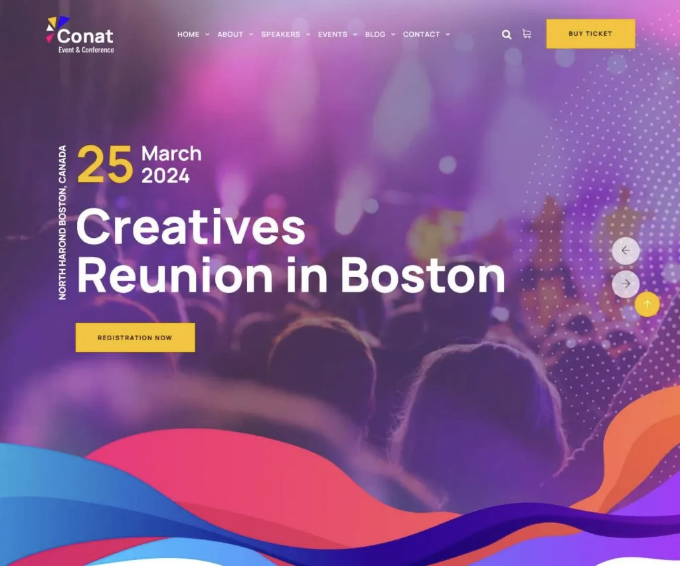 Conat
Event & Conference
HOME
ABOUT
SPEAKERS
EVENTS
BLOG
CONTACT
BUY TICKET
NORTH HAROND BOSTON, CANADA
25
March
2024
Creatives
Reunion in Boston
REGISTRATION NOW